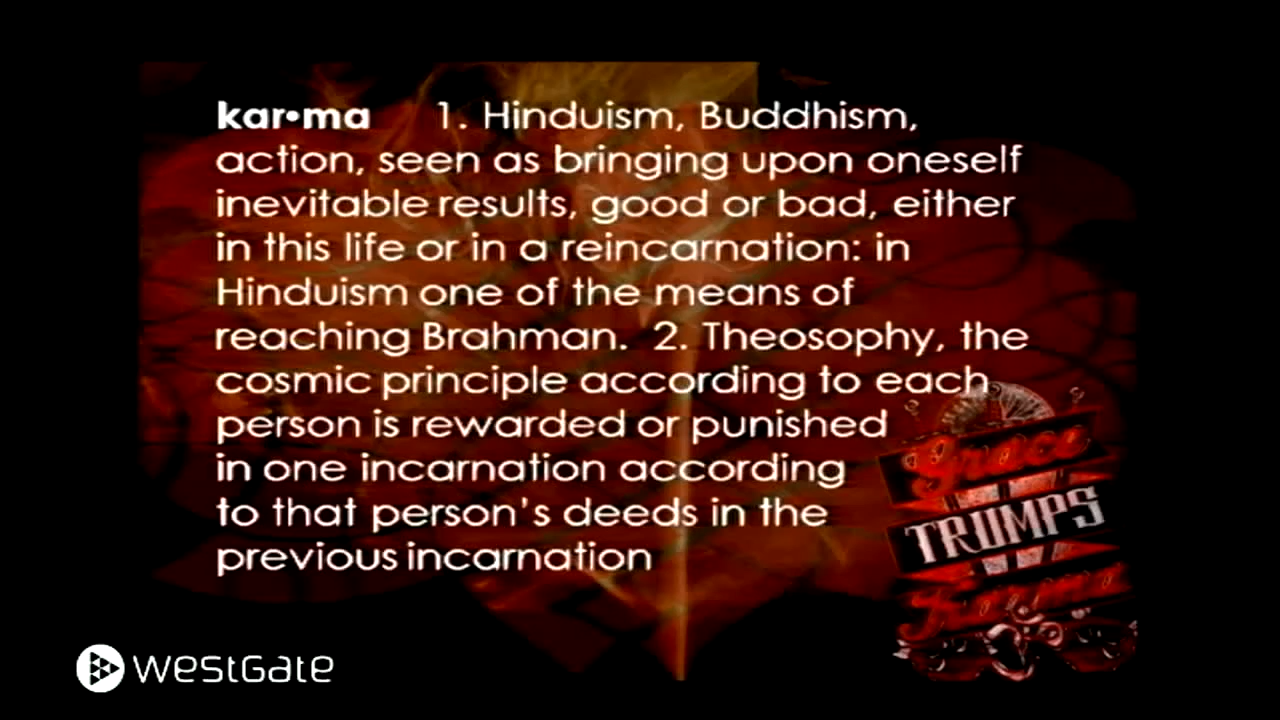 kar•ma 1. Hinduism, Buddhism,
action, seen as bringing upon oneself
inevitable results, good or bad, either
in this life or in a reincarnation: in
Hinduism one of the means of
reaching Brahman. 2. Theosophy, the
cosmic principle according to each
person is rewarded or punished
in one incarnation according
to that person's deeds in the
previous incarnation
Grace
TRUMPS
Karma
WESTGATE